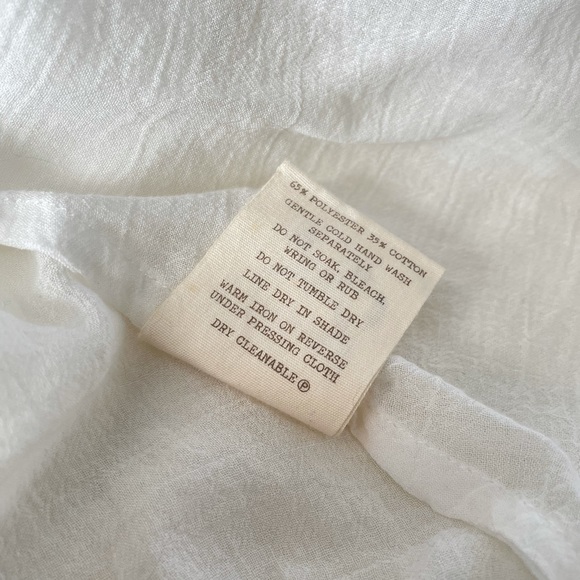 65% POLYESTER 35% COTTON
GENTLE COLD HAND WASH
SEPARATELY
DO NOT SOAK, BLEACH,
WRING OR RUB
DO NOT TUMBLE DRY
LINE DRY IN SHADE
WARM IRON ON REVERSE
UNDER PRESSING CLOTH
DRY CLEANABLE Ⓟ